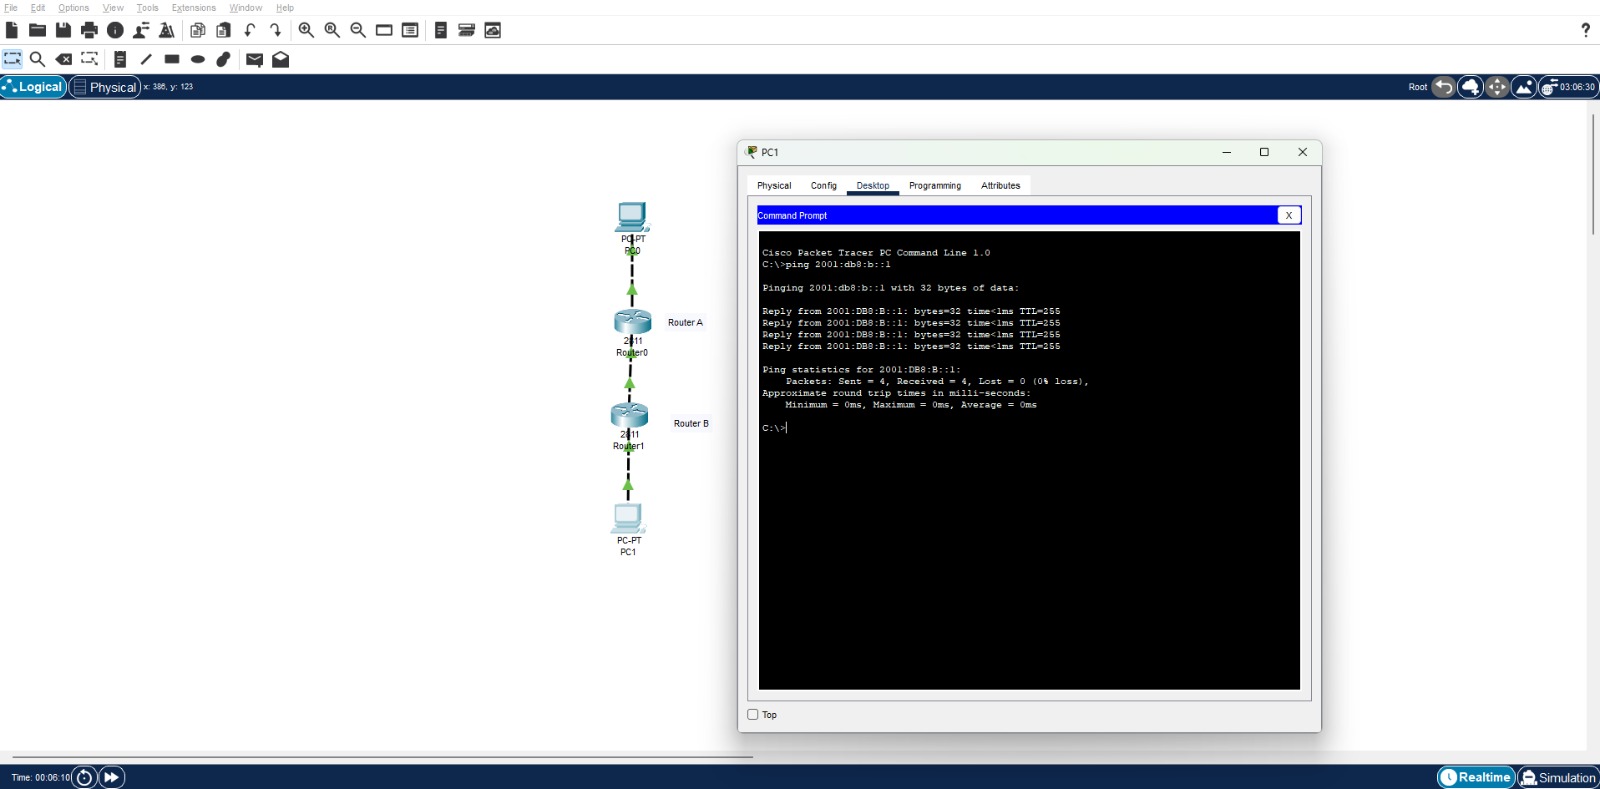 File Edit Options View Tools Extensions Window Help
?
Logical Physical x: 386, y: 123 Root 03:06:30
PC1
Physical Config Desktop Programming Attributes
Command Prompt X
Cisco Packet Tracer PC Command Line 1.0
C:\>ping 2001:db8:b::1
Pinging 2001:db8:b::1 with 32 bytes of data:
Reply from 2001:DB8:B::1: bytes=32 time<1ms TTL=255
Reply from 2001:DB8:B::1: bytes=32 time<1ms TTL=255
Reply from 2001:DB8:B::1: bytes=32 time<1ms TTL=255
Reply from 2001:DB8:B::1: bytes=32 time<1ms TTL=255
Ping statistics for 2001:DB8:B::1:
Packets: Sent = 4, Received = 4, Lost = 0 (0% loss),
Approximate round trip times in milli-seconds:
Minimum = 0ms, Maximum = 0ms, Average = 0ms
C:\>
Top
PC-PT
PC0
Router A
2811
Router0
Router B
2811
Router1
PC-PT
PC1
Time: 00:06:10 Realtime Simulation